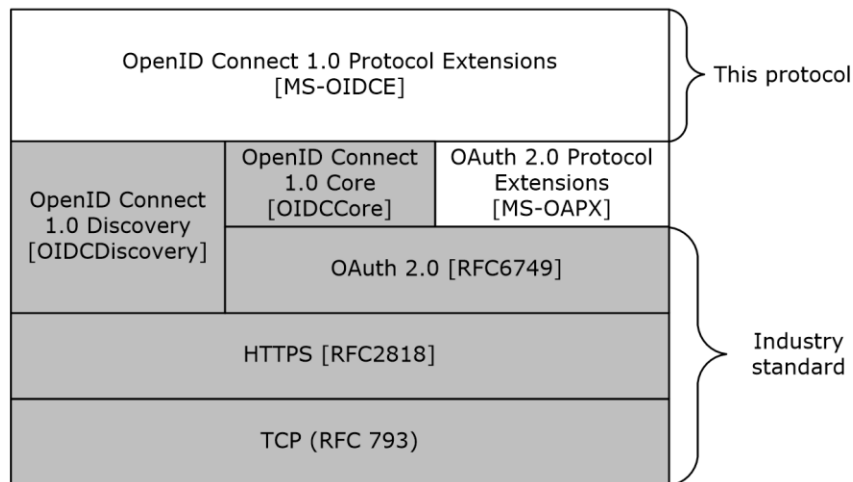 OpenID Connect 1.0 Protocol Extensions
[MS-OIDCE]
This protocol
OpenID Connect
1.0 Discovery
[OIDCDiscovery]
OpenID Connect
1.0 Core
[OIDCCore]
OAuth 2.0 Protocol
Extensions
[MS-OAPX]
OAuth 2.0 [RFC6749]
HTTPS [RFC2818]
TCP (RFC 793)
Industry
standard